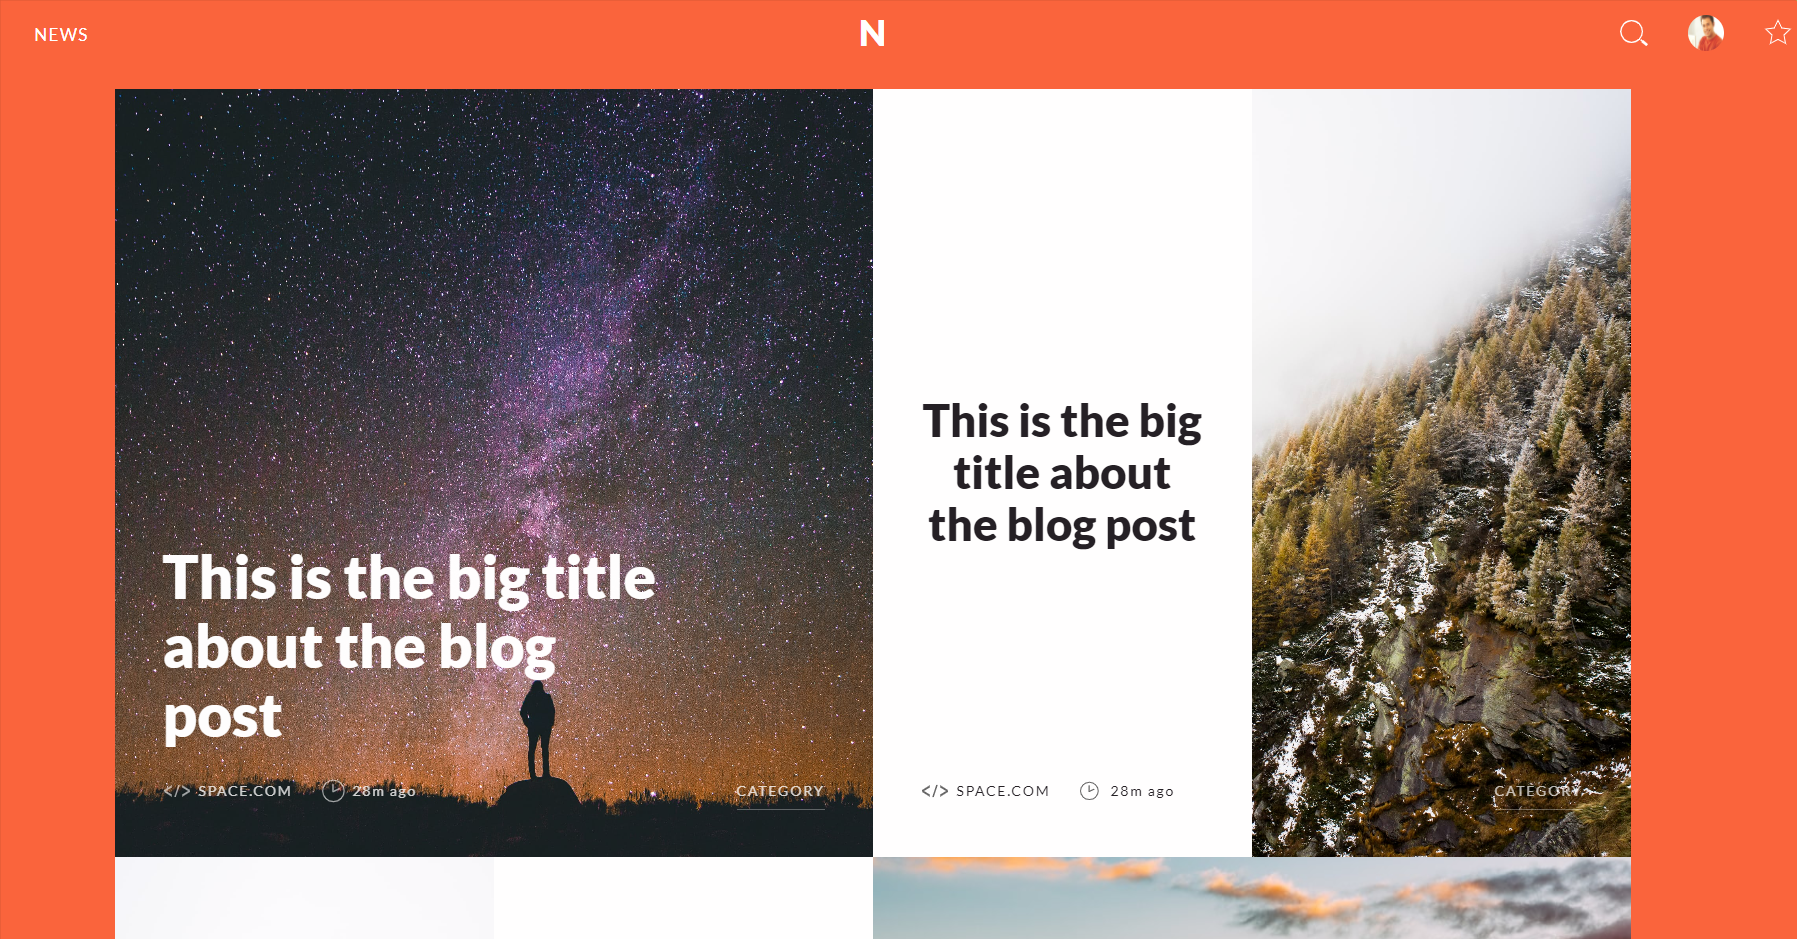 NEWS
N
This is the big title
about the blog
post
</> SPACE.COM 28m ago CATEGORY
This is the big
title about
the blog post
</> SPACE.COM 28m ago
CATEGORY